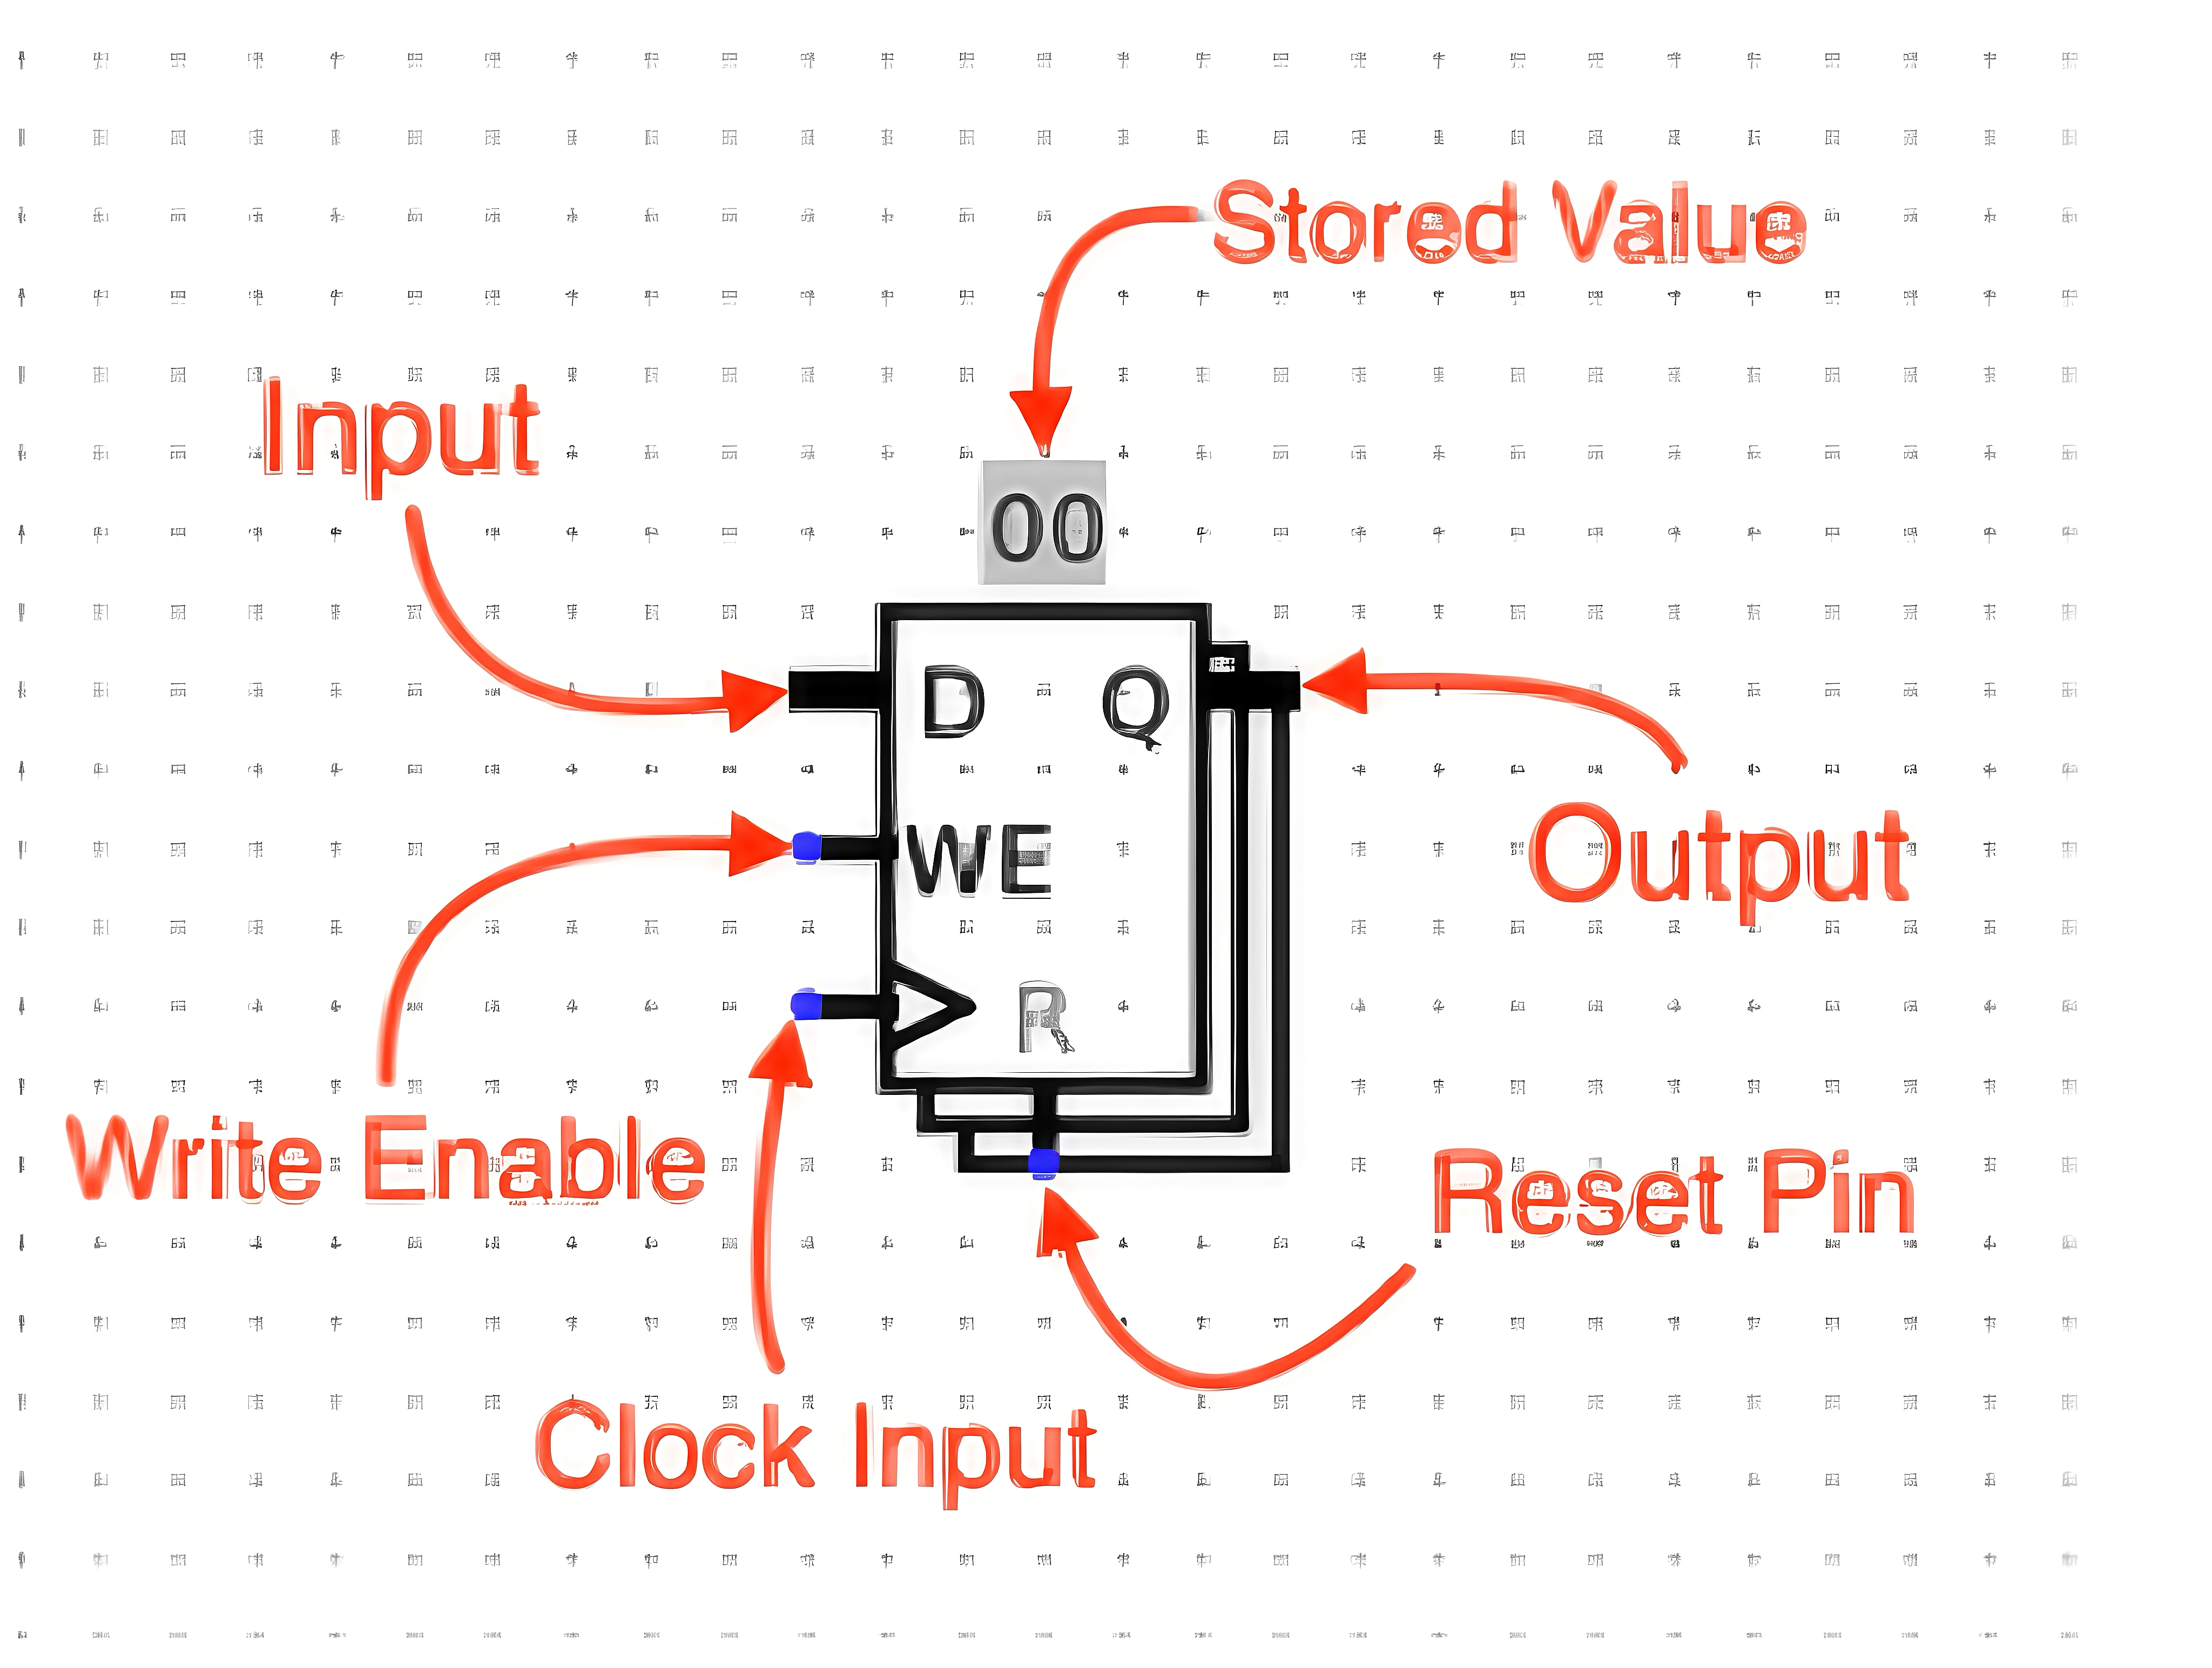 Stored Value
Input
00
D Q
WE
Output
R
Write Enable
Reset Pin
Clock Input